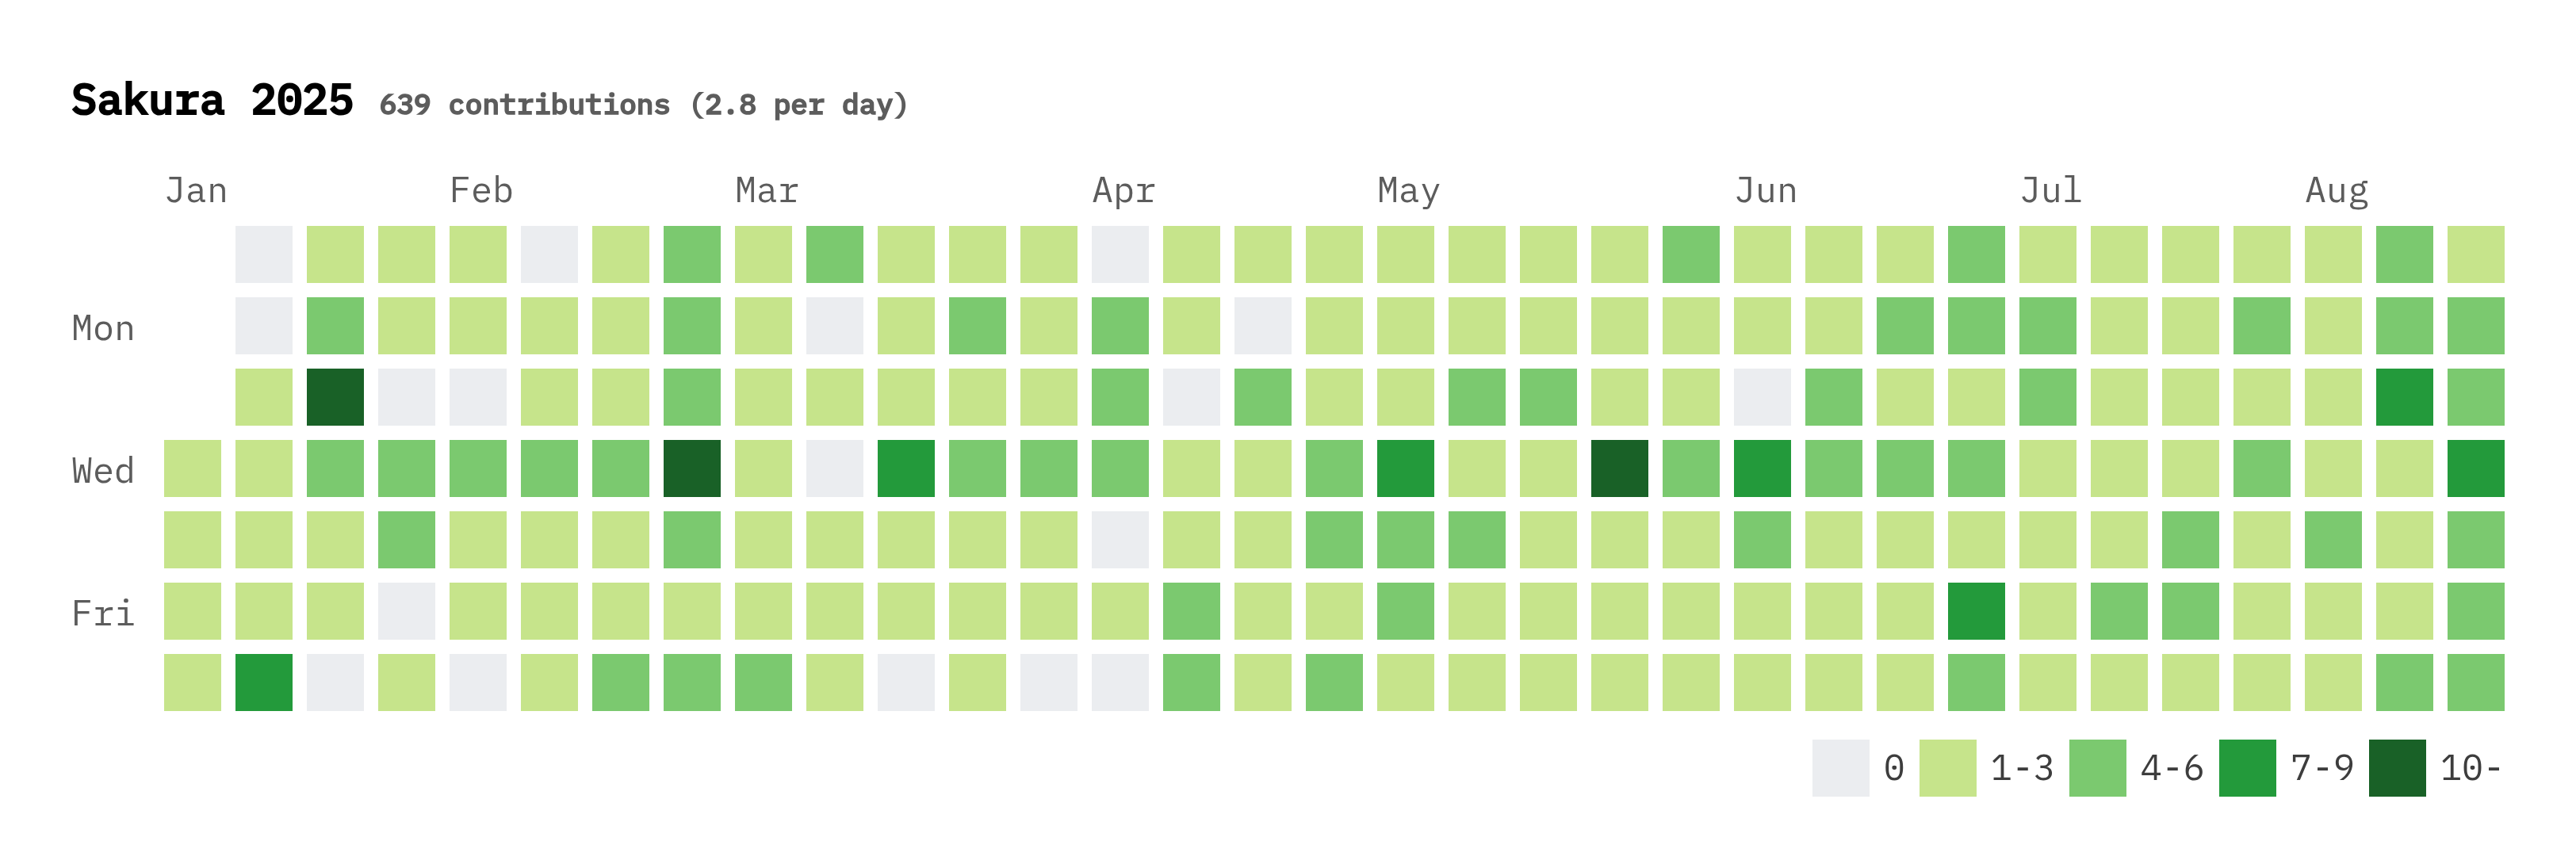 Sakura 2025 639 contributions (2.8 per day)
Jan Feb Mar Apr May Jun Jul Aug
Mon
Wed
Fri
0 1-3 4-6 7-9 10-